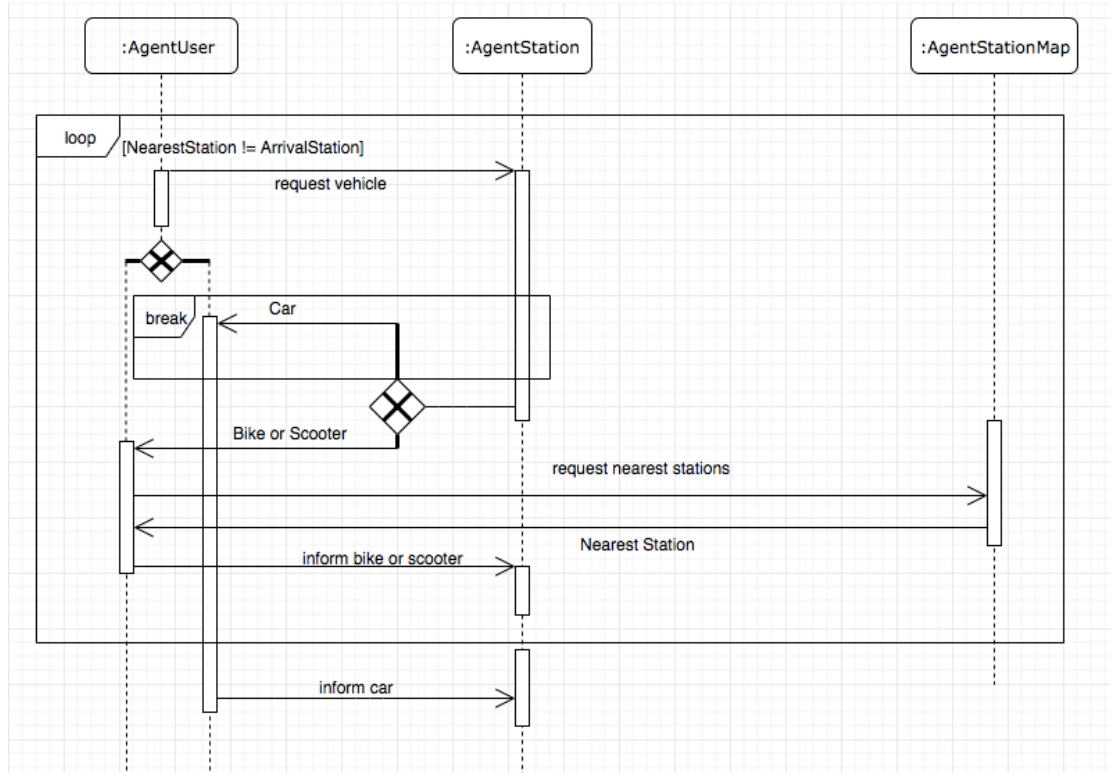 :AgentUser
:AgentStation
:AgentStationMap
loop
[NearestStation != ArrivalStation]
request vehicle
break
Car
Bike or Scooter
request nearest stations
Nearest Station
inform bike or scooter
inform car